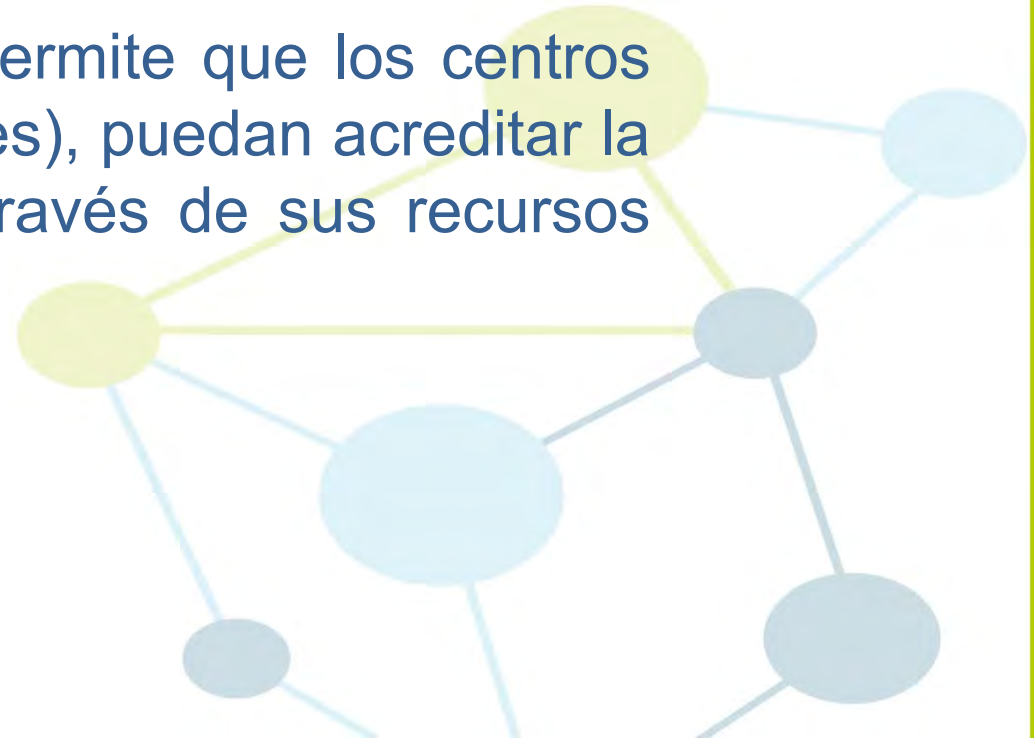 ermite que los centros
es), puedan acreditar la
ravés de sus recursos